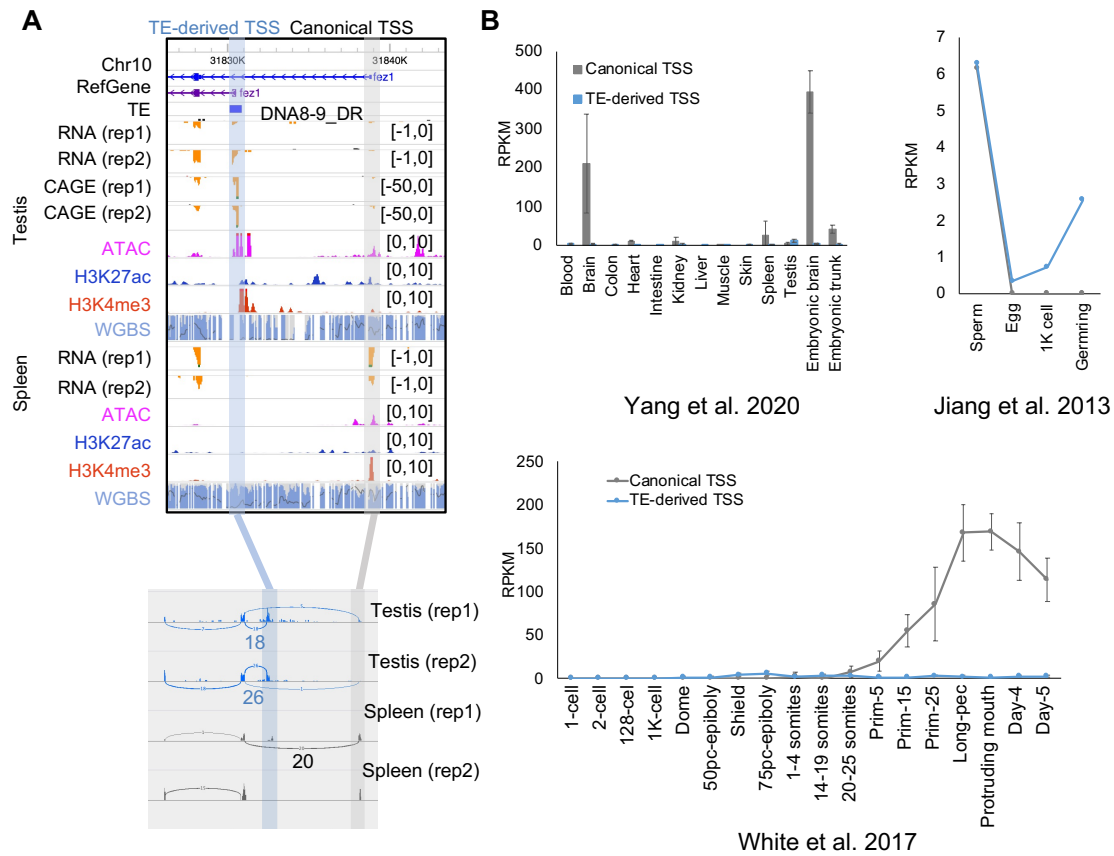 A
TE-derived TSS Canonical TSS
Chr10
31830K
31840K
RefGene
fez1
fez1
TE
DNA8-9_DR
Testis
RNA (rep1)
[-1,0]
RNA (rep2)
[-1,0]
CAGE (rep1)
[-50,0]
CAGE (rep2)
[-50,0]
ATAC
[0,10]
H3K27ac
[0,10]
H3K4me3
[0,10]
WGBS
Spleen
RNA (rep1)
[-1,0]
RNA (rep2)
[-1,0]
ATAC
[0,10]
H3K27ac
[0,10]
H3K4me3
[0,10]
WGBS
Testis (rep1)
18
Testis (rep2)
26
Spleen (rep1)
20
Spleen (rep2)
B
RPKM
500
400
300
200
100
0
Canonical TSS
TE-derived TSS
Blood
Brain
Colon
Heart
Intestine
Kidney
Liver
Muscle
Skin
Spleen
Testis
Embryonic brain
Embryonic trunk
Yang et al. 2020
RPKM
7
6
5
4
3
2
1
0
Sperm
Egg
1K cell
Germring
Jiang et al. 2013
RPKM
250
200
150
100
50
0
Canonical TSS
TE-derived TSS
1-cell
2-cell
128-cel
1K-cell
Dome
50pc-epiboly
Shield
75pc-epiboly
1-4 somites
14-19 somites
20-25 somites
Prim-5
Prim-15
Prim-25
Long-pec
Protruding mouth
Day-4
Day-5
White et al. 2017